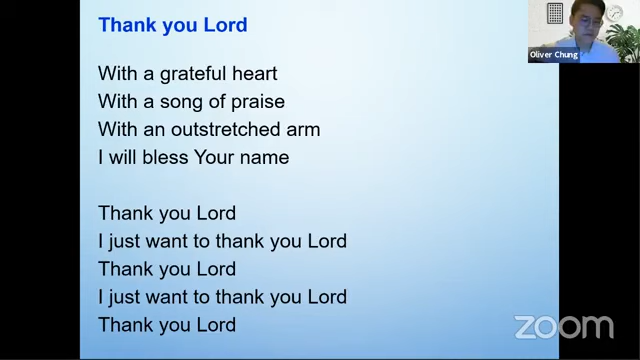 Thank you Lord
With a grateful heart
With a song of praise
With an outstretched arm
I will bless Your name
Thank you Lord
I just want to thank you Lord
Thank you Lord
I just want to thank you Lord
Thank you Lord
Oliver Chung
zoom